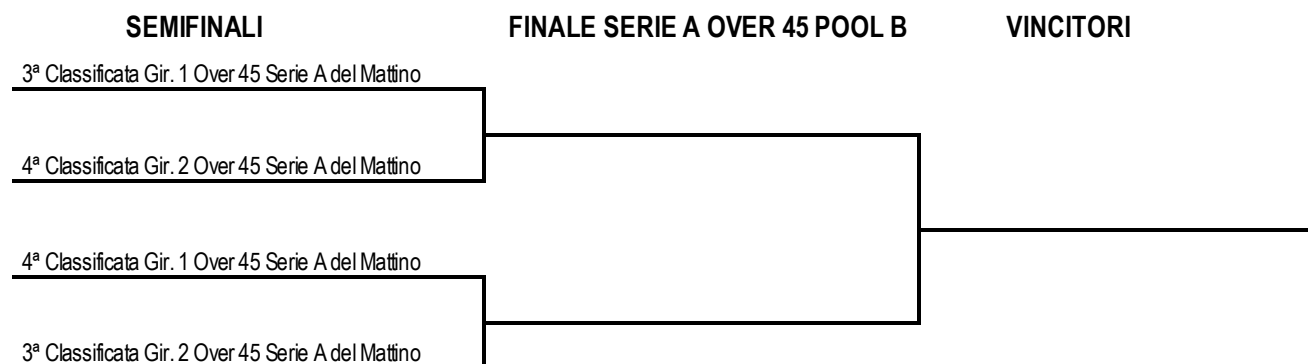 SEMIFINALI FINALE SERIE A OVER 45 POOL B VINCITORI
3ª Classificata Gir. 1 Over 45 Serie A del Mattino
4ª Classificata Gir. 2 Over 45 Serie A del Mattino
4ª Classificata Gir. 1 Over 45 Serie A del Mattino
3ª Classificata Gir. 2 Over 45 Serie A del Mattino